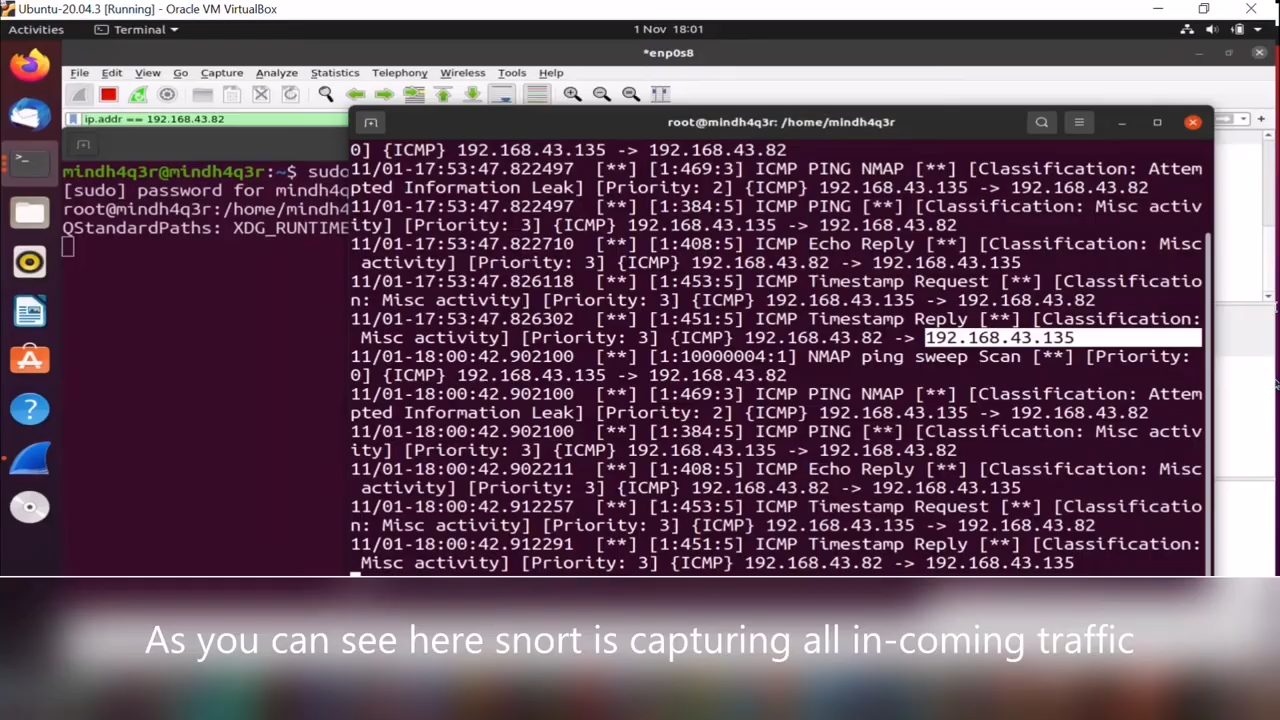 Ubuntu-20.04.3 [Running] - Oracle VM VirtualBox
Activities
Terminal
1 Nov 18:01
*enp0s8
File Edit View Go Capture Analyze Statistics Telephony Wireless Tools Help
ip.addr == 192.168.43.82
root@mindh4q3r: /home/mindh4q3r
mindh4q3r@mindh4q3r:~$ sudo
[sudo] password for mindh4q
root@mindh4q3r:/home/mindh4
QStandardPaths: XDG_RUNTIME
0] {ICMP} 192.168.43.135 -> 192.168.43.82
11/01-17:53:47.822497 [**] [1:469:3] ICMP PING NMAP [**] [Classification: Attem
pted Information Leak] [Priority: 2] {ICMP} 192.168.43.135 -> 192.168.43.82
11/01-17:53:47.822497 [**] [1:384:5] ICMP PING [**] [Classification: Misc activ
ity] [Priority: 3] {ICMP} 192.168.43.135 -> 192.168.43.82
11/01-17:53:47.822710 [**] [1:408:5] ICMP Echo Reply [**] [Classification: Misc
activity] [Priority: 3] {ICMP} 192.168.43.82 -> 192.168.43.135
11/01-17:53:47.826118 [**] [1:453:5] ICMP Timestamp Request [**] [Classificatio
n: Misc activity] [Priority: 3] {ICMP} 192.168.43.135 -> 192.168.43.82
11/01-17:53:47.826302 [**] [1:451:5] ICMP Timestamp Reply [**] [Classification:
Misc activity] [Priority: 3] {ICMP} 192.168.43.82 -> 192.168.43.135
11/01-18:00:42.902100 [**] [1:10000004:1] NMAP ping sweep Scan [**] [Priority:
0] {ICMP} 192.168.43.135 -> 192.168.43.82
11/01-18:00:42.902100 [**] [1:469:3] ICMP PING NMAP [**] [Classification: Attem
pted Information Leak] [Priority: 2] {ICMP} 192.168.43.135 -> 192.168.43.82
11/01-18:00:42.902100 [**] [1:384:5] ICMP PING [**] [Classification: Misc activ
ity] [Priority: 3] {ICMP} 192.168.43.135 -> 192.168.43.82
11/01-18:00:42.902211 [**] [1:408:5] ICMP Echo Reply [**] [Classification: Misc
activity] [Priority: 3] {ICMP} 192.168.43.82 -> 192.168.43.135
11/01-18:00:42.912257 [**] [1:453:5] ICMP Timestamp Request [**] [Classificatio
n: Misc activity] [Priority: 3] {ICMP} 192.168.43.135 -> 192.168.43.82
11/01-18:00:42.912291 [**] [1:451:5] ICMP Timestamp Reply [**] [Classification:
Misc activity] [Priority: 3] {ICMP} 192.168.43.82 -> 192.168.43.135
As you can see here snort is capturing all in-coming traffic